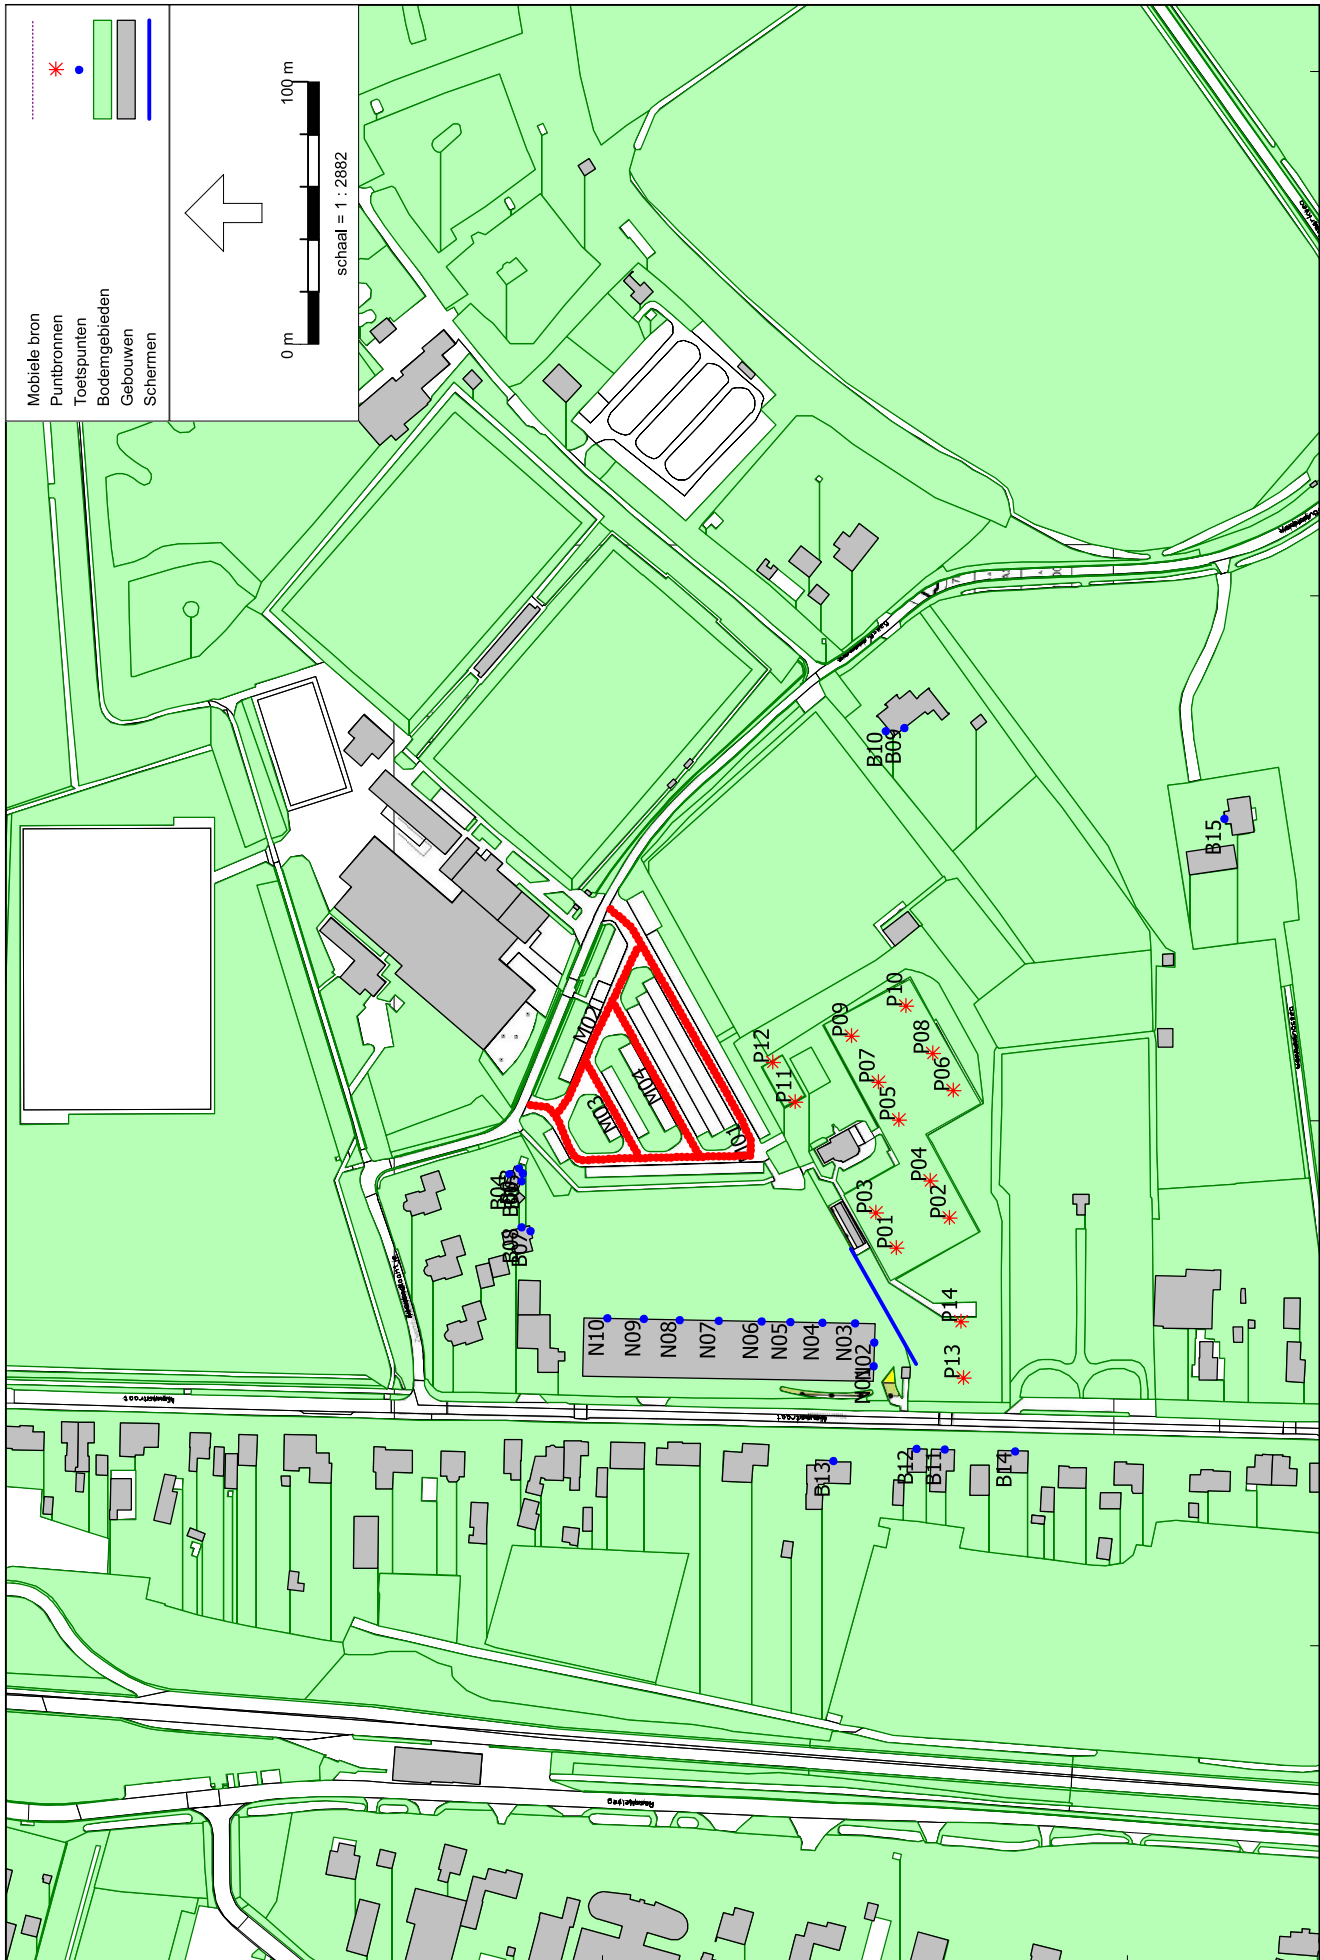 Mobiele bron
Puntbronnen
Toetspunten
Bodemgebieden
Gebouwen
Schermen
0 m
100 m
schaal = 1 : 2882
M02
M04
M03
P12
P11
P09
P10
P07
P08
P05
P06
P04
P02
P03
P01
P14
P13
B10
B09
B15
B04
B08
B07
N10
N09
N08
N07
N06
N05
N04
N03
N02
B13
B12
B11
B14